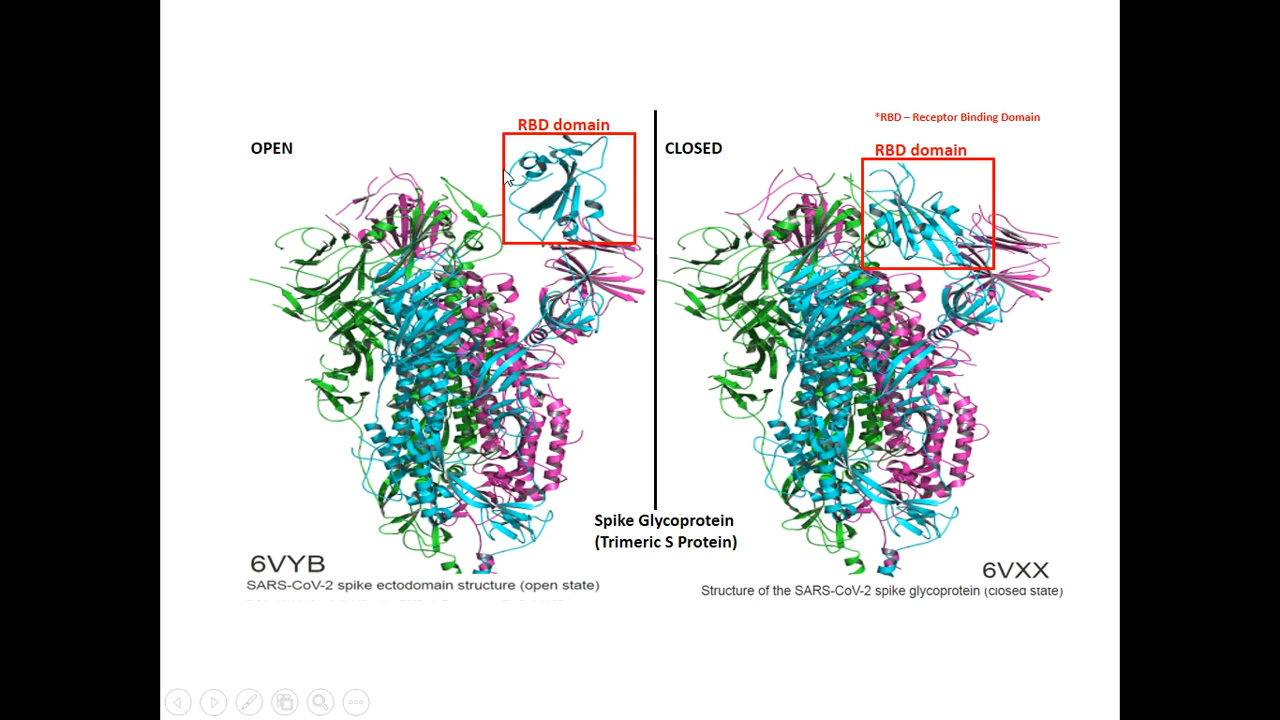 OPEN
RBD domain
CLOSED
*RBD – Receptor Binding Domain
RBD domain
Spike Glycoprotein
(Trimeric S Protein)
6VYB
SARS-CoV-2 spike ectodomain structure (open state)
6VXX
Structure of the SARS-CoV-2 spike glycoprotein (closed state)